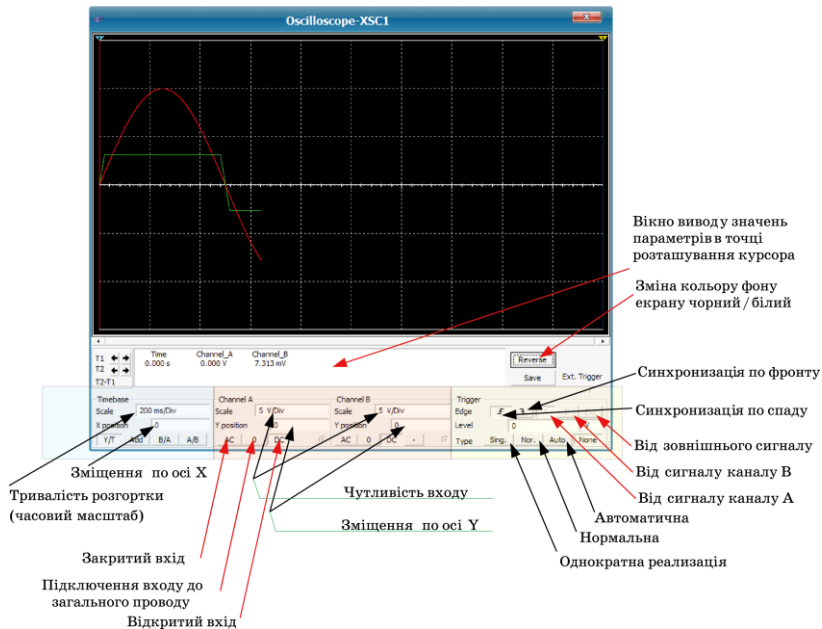 Oscilloscope-XSC1
Вікно виводу значень
параметрів в точці
розташування курсора
Зміна кольору фону
екрану чорний / білий
T1
T2
T2-T1
Time Channel_A Channel_B
0.000 s 0.000 V 7.313 mV
Reverse
Save
Ext. Trigger
Timebase
Scale 200 ms/Div
X position 0
Y/T Add B/A A/B
Channel A
Scale 5 V/Div
Y position 0
AC 0 DC
Channel B
Scale 5 V/Div
Y position 0
AC 0 DC -
Trigger
Edge
Level 0
Type Sing. Nor. Auto None
Синхронізація по фронту
Синхронізація по спаду
Від зовнішнього сигналу
Від сигналу каналу B
Від сигналу каналу A
Автоматична
Нормальна
Однократна реализація
Зміщення по осі X
Тривалість розгортки
(часовий масштаб)
Чутливість входу
Зміщення по осі Y
Закритий вхід
Підключення входу до
загального проводу
Відкритий вхід